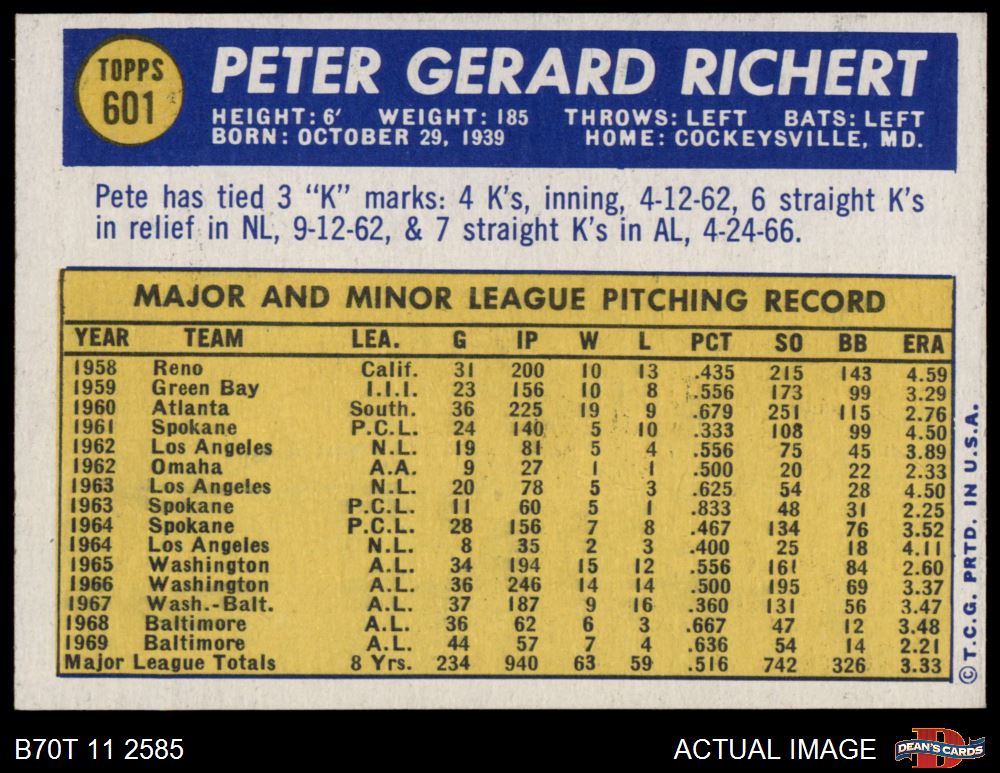 TOPPS
601
PETER GERARD RICHERT
HEIGHT: 6' WEIGHT: 185 THROWS: LEFT BATS: LEFT
BORN: OCTOBER 29, 1939 HOME: COCKEYSVILLE, MD.
Pete has tied 3 "K" marks: 4 K's, inning, 4-12-62, 6 straight K's
in relief in NL, 9-12-62, & 7 straight K's in AL, 4-24-66.
MAJOR AND MINOR LEAGUE PITCHING RECORD
YEAR TEAM LEA. G IP W L PCT SO BB ERA
1958 Reno Calif. 31 200 10 13 .435 215 143 4.59
1959 Green Bay I.I.I. 23 156 10 8 .556 173 99 3.29
1960 Atlanta South. 36 225 19 9 .679 251 115 2.76
1961 Spokane P.C.L. 24 140 5 10 .333 108 99 4.50
1962 Los Angeles N.L. 19 81 5 4 .556 75 45 3.89
1962 Omaha A.A. 9 27 1 1 .500 20 22 2.33
1963 Los Angeles N.L. 20 78 5 3 .625 54 28 4.50
1963 Spokane P.C.L. 11 60 5 1 .833 48 31 2.25
1964 Spokane P.C.L. 28 156 7 8 .467 134 76 3.52
1964 Los Angeles N.L. 8 35 2 3 .400 25 18 4.11
1965 Washington A.L. 34 194 15 12 .556 161 84 2.60
1966 Washington A.L. 36 246 14 14 .500 195 69 3.37
1967 Wash.-Balt. A.L. 37 187 9 16 .360 131 56 3.47
1968 Baltimore A.L. 36 62 6 3 .667 47 12 3.48
1969 Baltimore A.L. 44 57 7 4 .636 54 14 2.21
Major League Totals 8 Yrs. 234 940 63 59 .516 742 326 3.33
© T.C.G. PRTD. IN U.S.A.
B70T 11 2585
ACTUAL IMAGE
D
DEAN'S CARDS